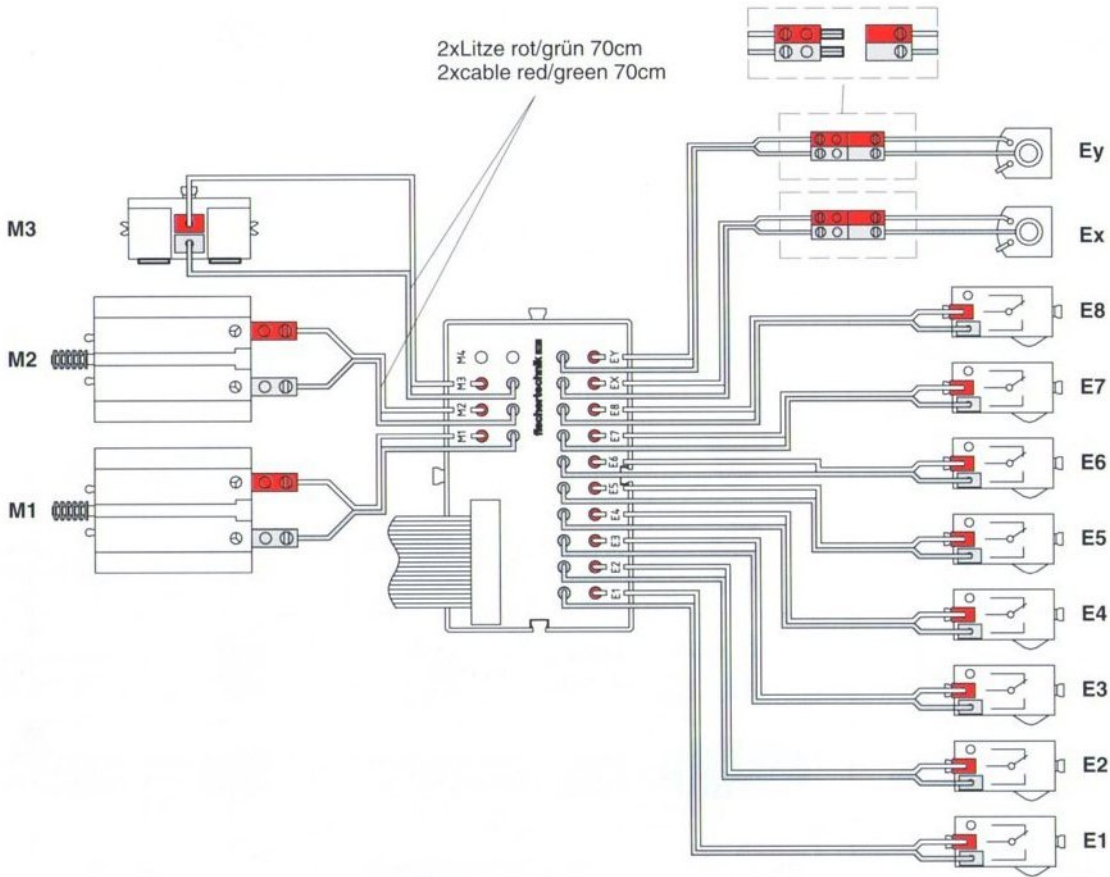 2xLitze rot/grün 70cm
2xcable red/green 70cm
Ey
Ex
M3
E8
M2
E7
E6
M1
E5
E4
E3
E2
E1
M4
M3
M2
M1
fischertechnik
EY
EX
E8
E7
E6
E5
E4
E3
E2
E1